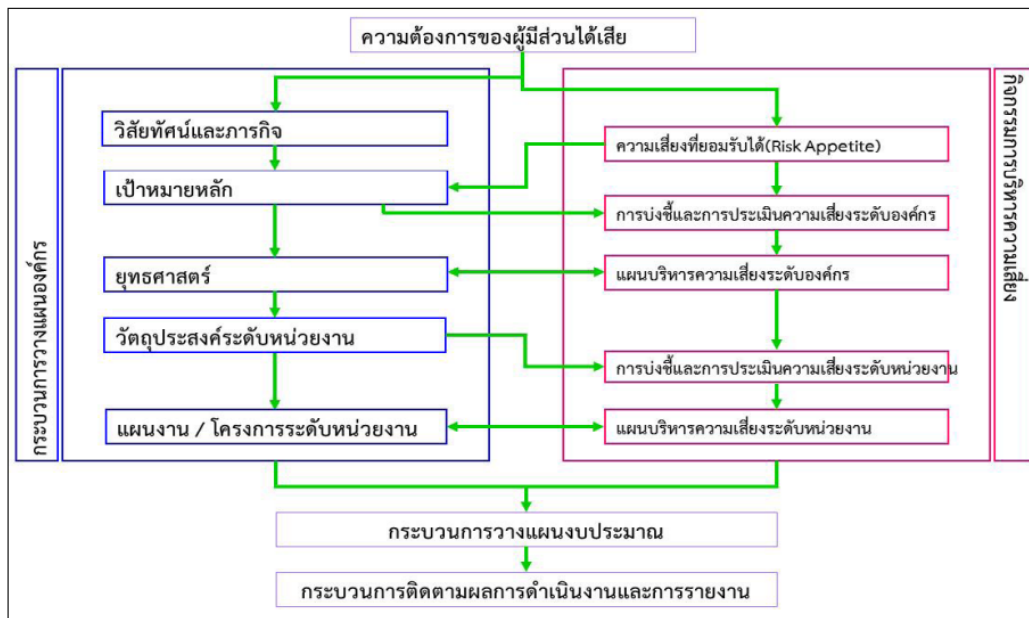 ความต้องการของผู้มีส่วนได้เสีย
กระบวนการวางแผนองค์กร
วิสัยทัศน์และภารกิจ
เป้าหมายหลัก
ยุทธศาสตร์
วัตถุประสงค์ระดับหน่วยงาน
แผนงาน / โครงการระดับหน่วยงาน
ความเสี่ยงที่ยอมรับได้(Risk Appetite)
การบ่งชี้และการประเมินความเสี่ยงระดับองค์กร
แผนบริหารความเสี่ยงระดับองค์กร
การบ่งชี้และการประเมินความเสี่ยงระดับหน่วยงาน
แผนบริหารความเสี่ยงระดับหน่วยงาน
กิจกรรมการบริหารความเสี่ยง
กระบวนการวางแผนงบประมาณ
กระบวนการติดตามผลการดำเนินงานและการรายงาน